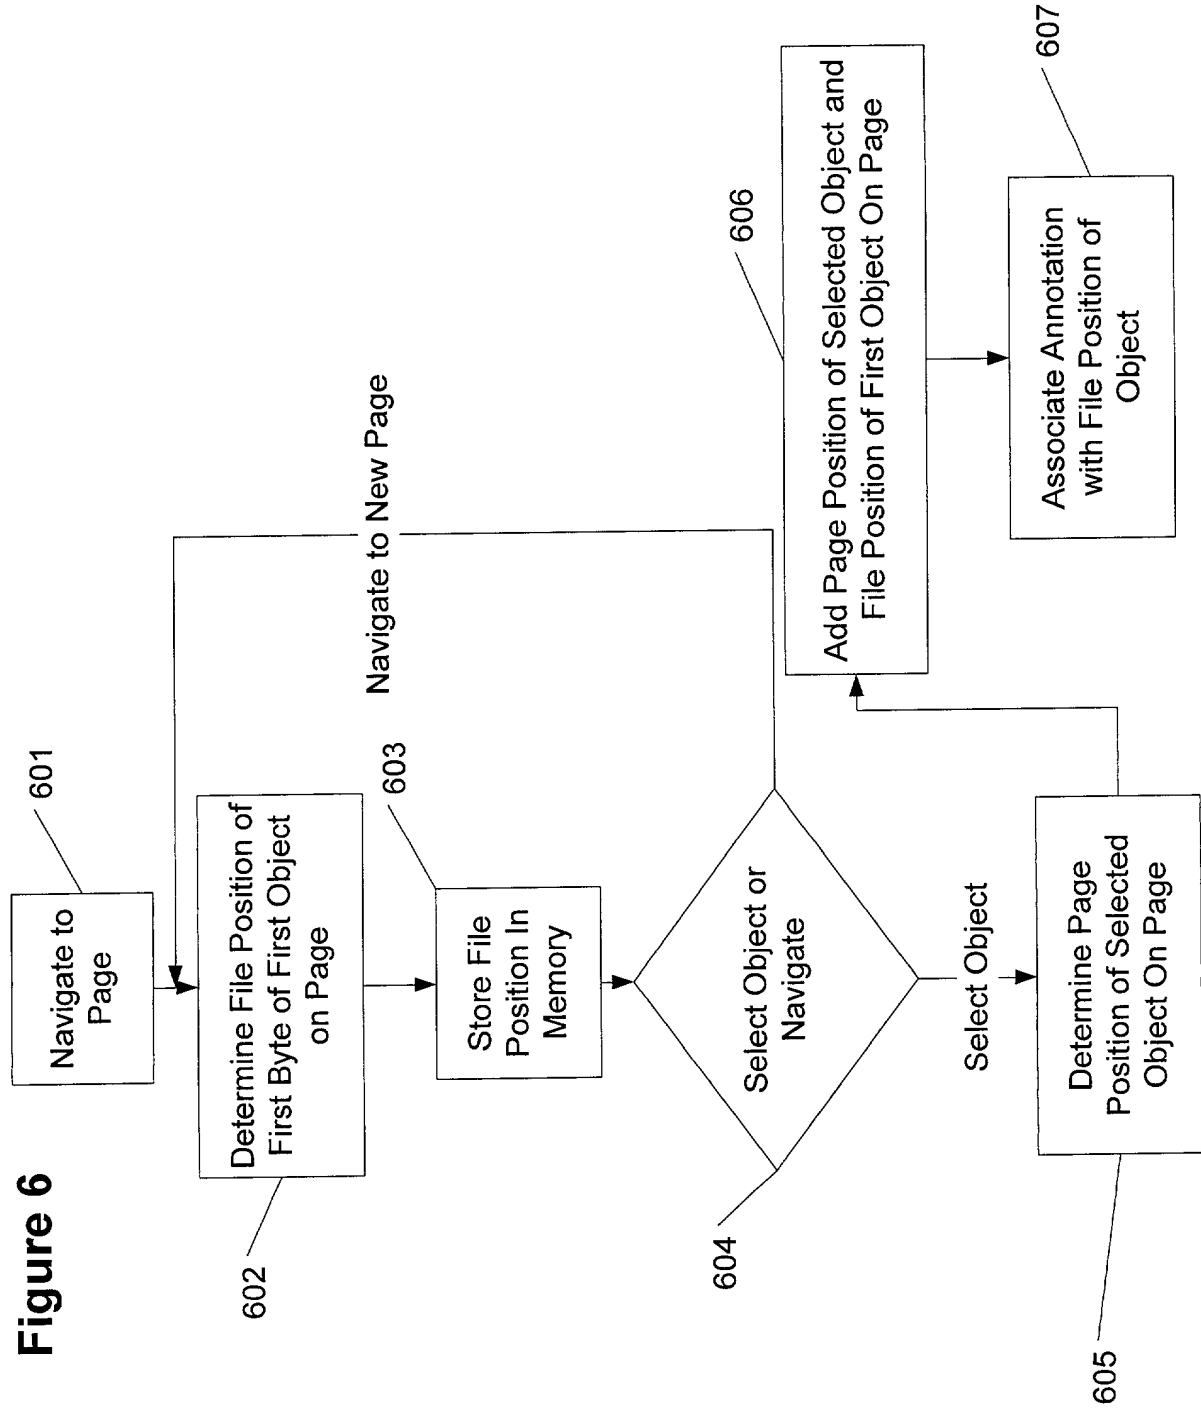 Figure 6
601
Navigate to
Page
602
Determine File Position of
First Byte of First Object
on Page
603
Store File
Position In
Memory
604
Select Object or
Navigate
Navigate to New Page
Select Object
605
Determine Page
Position of Selected
Object On Page
606
Add Page Position of Selected Object and
File Position of First Object On Page
607
Associate Annotation
with File Position of
Object